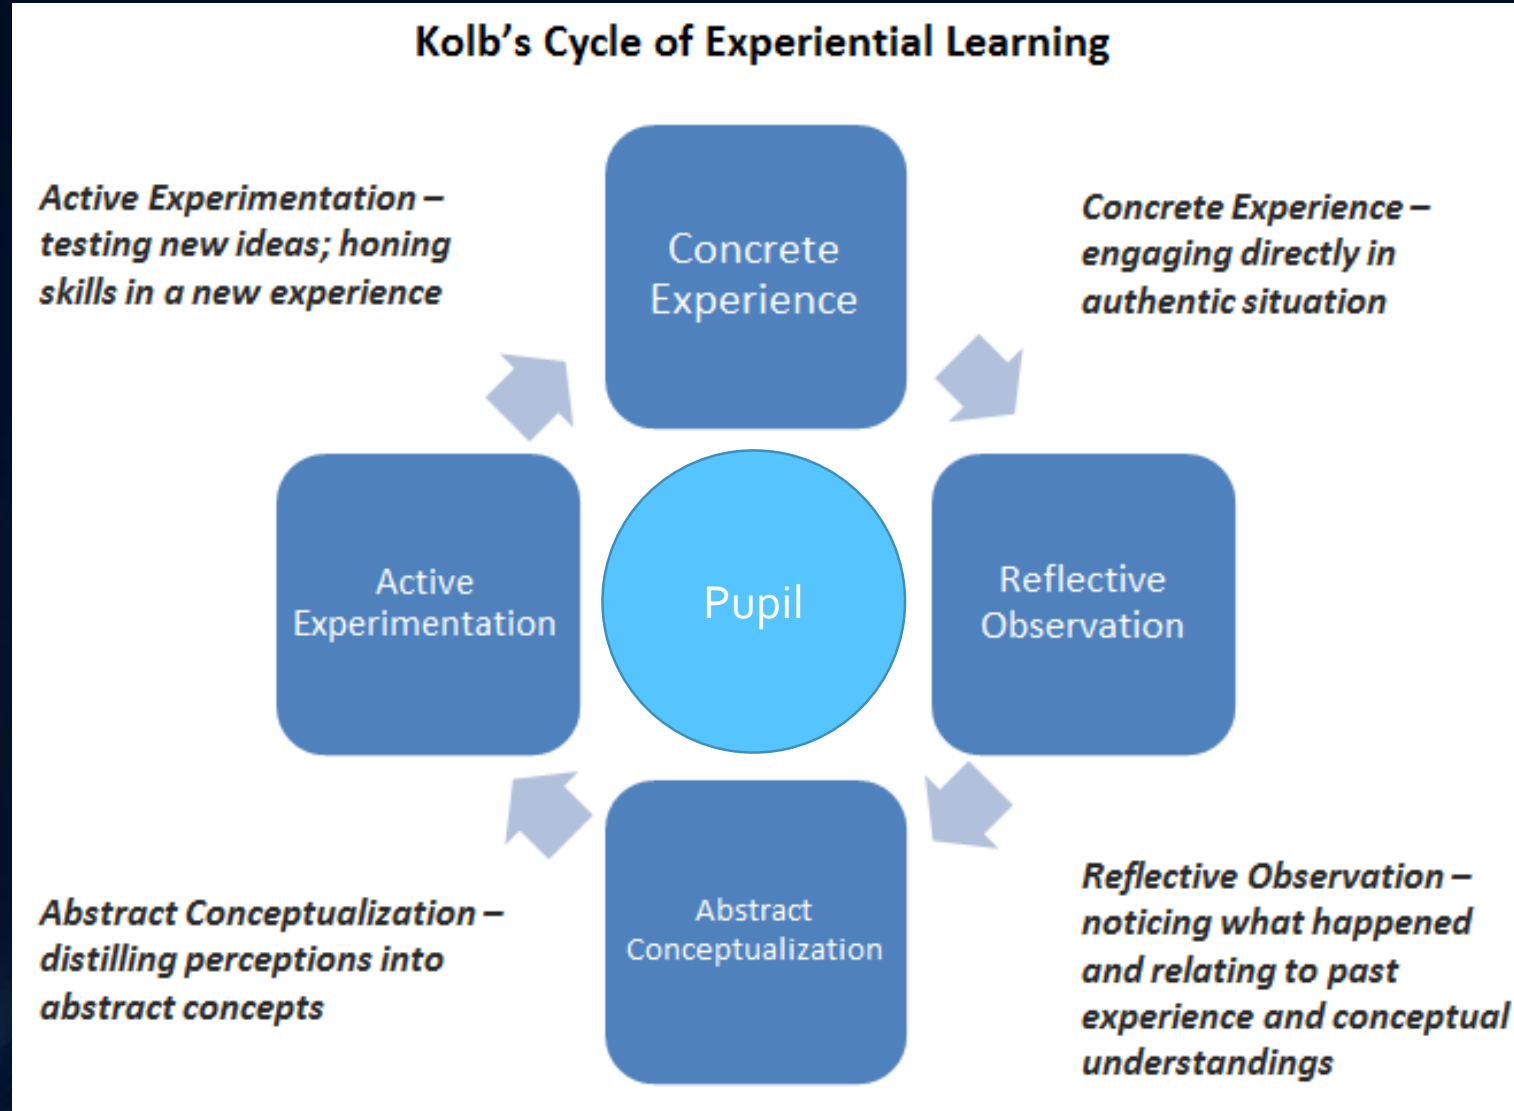 Kolb’s Cycle of Experiential Learning
Active Experimentation –
testing new ideas; honing
skills in a new experience
Concrete
Experience
Concrete Experience –
engaging directly in
authentic situation
Active
Experimentation
Pupil
Reflective
Observation
Abstract Conceptualization –
distilling perceptions into
abstract concepts
Abstract
Conceptualization
Reflective Observation –
noticing what happened
and relating to past
experience and conceptual
understandings